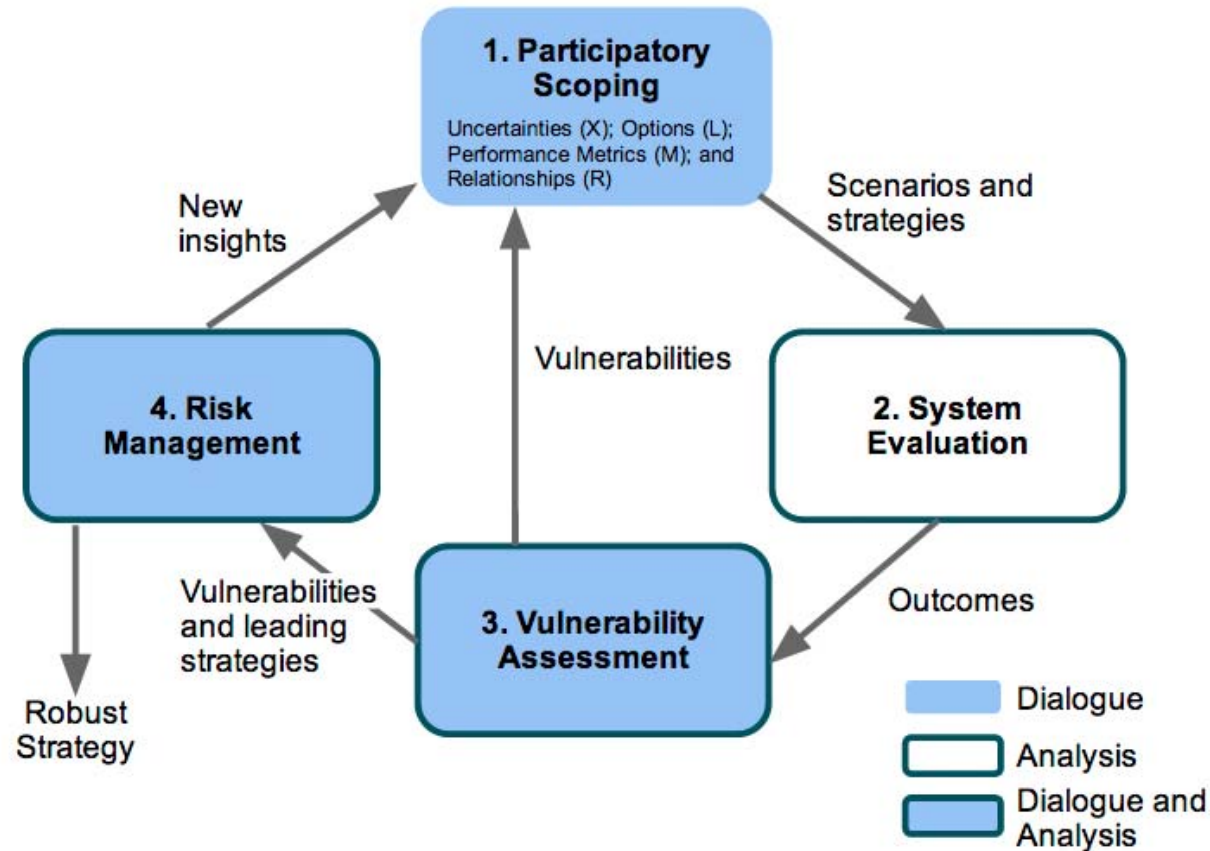 1. Participatory
Scoping
Uncertainties (X); Options (L);
Performance Metrics (M); and
Relationships (R)
New
insights
Scenarios and
strategies
Vulnerabilities
4. Risk
Management
2. System
Evaluation
Vulnerabilities
and leading
strategies
3. Vulnerability
Assessment
Outcomes
Robust
Strategy
Dialogue
Analysis
Dialogue and
Analysis